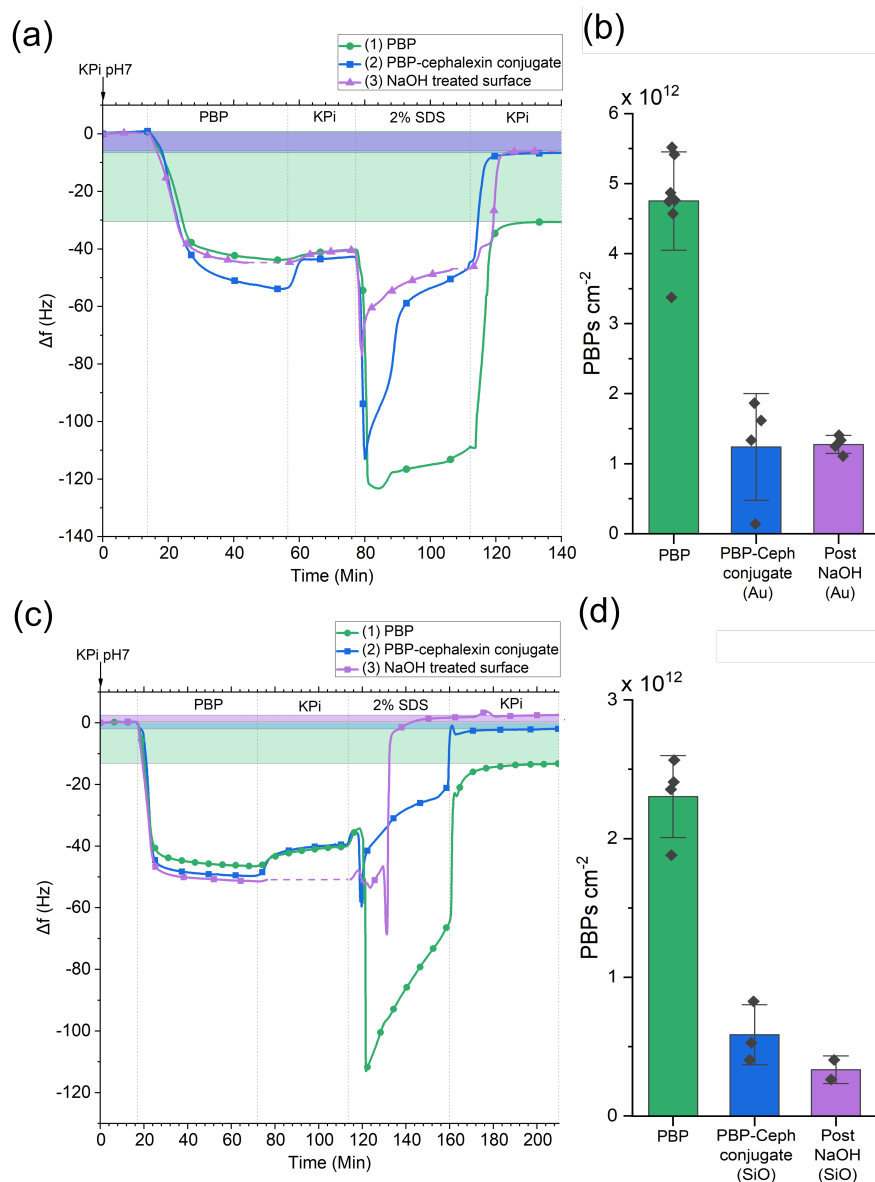 (a)
(1) PBP
(2) PBP-cephalexin conjugate
(3) NaOH treated surface
KPi pH7
PBP KPi 2% SDS KPi
0
-20
-40
-60
-80
-100
-120
-140
Δf (Hz)
0 20 40 60 80 100 120 140
Time (Min)
(b)
x 10¹²
6
5
4
3
2
1
0
PBPs cm⁻²
PBP
PBP-Ceph
conjugate
(Au)
Post
NaOH
(Au)
(c)
(1) PBP
(2) PBP-cephalexin conjugate
(3) NaOH treated surface
KPi pH7
PBP KPi 2% SDS KPi
0
-20
-40
-60
-80
-100
-120
Δf (Hz)
0 20 40 60 80 100 120 140 160 180 200
Time (Min)
(d)
x 10¹²
3
2
1
0
PBPs cm⁻²
PBP
PBP-Ceph
conjugate
(SiO)
Post
NaOH
(SiO)